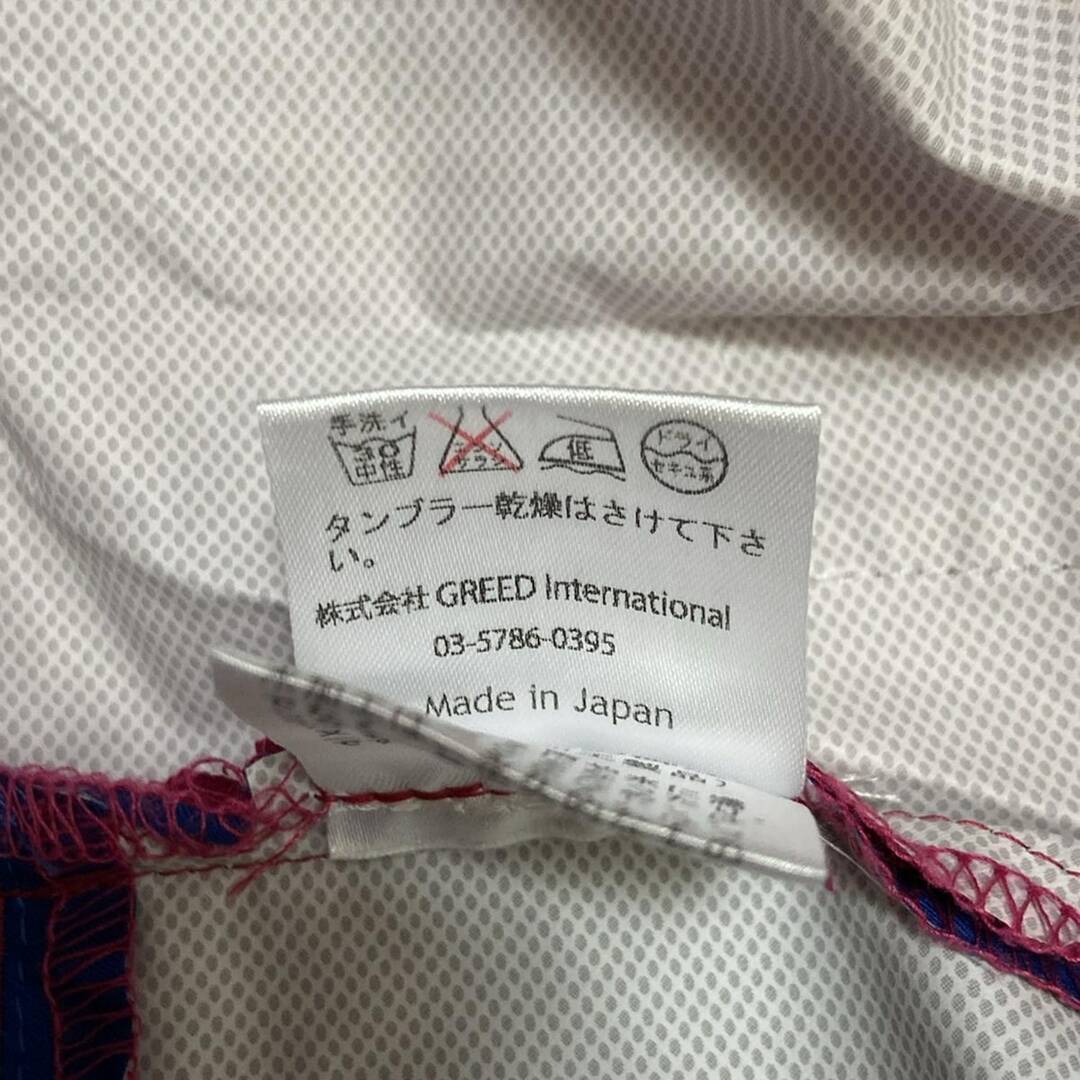 手洗イ
30
中性
エンソ
サラシ
低
ドライ
セキユ系
タンブラー乾燥はさけて下さ
い。
株式会社 GREED International
03-5786-0395
Made in Japan